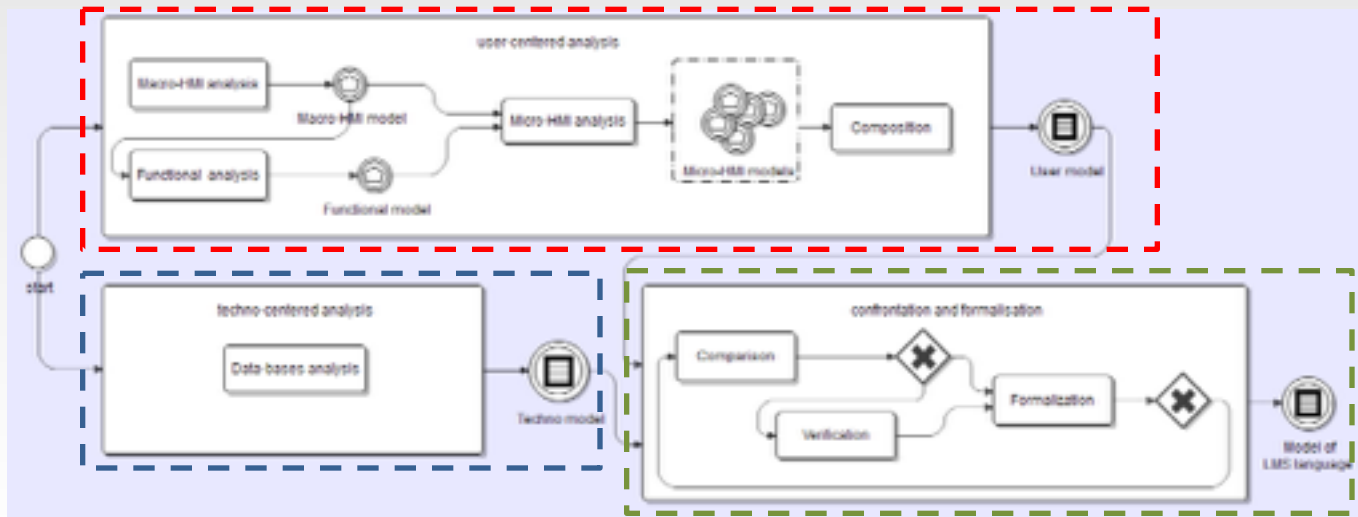 user-centered analysis
Macro-HMI analysis
Macro-HMI model
Micro-HMI analysis
Micro-HMI models
Composition
User model
Functional analysis
Functional model
start
techno-centered analysis
Data-bases analysis
Techno model
confrontation and formalisation
Comparison
Verification
Formalization
Model of
LMS language